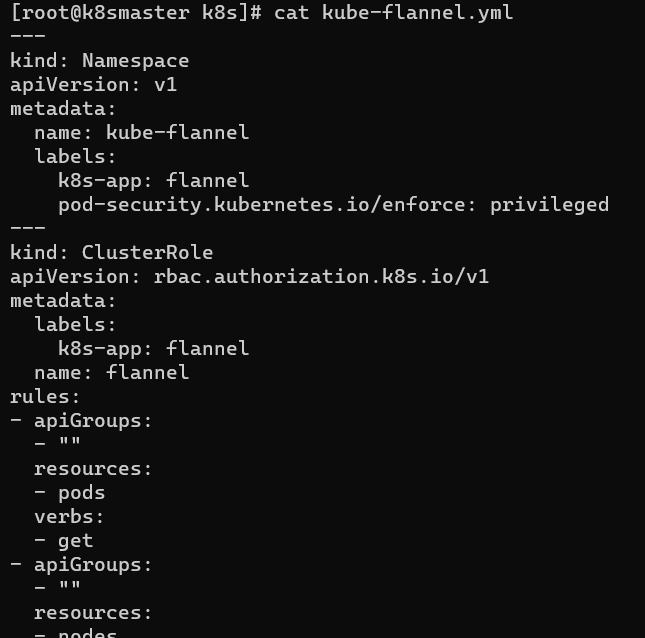 [root@k8smaster k8s]# cat kube-flannel.yml
---
kind: Namespace
apiVersion: v1
metadata:
  name: kube-flannel
  labels:
    k8s-app: flannel
    pod-security.kubernetes.io/enforce: privileged
---
kind: ClusterRole
apiVersion: rbac.authorization.k8s.io/v1
metadata:
  labels:
    k8s-app: flannel
  name: flannel
rules:
- apiGroups:
  - ""
  resources:
  - pods
  verbs:
  - get
- apiGroups:
  - ""
  resources:
  - nodes